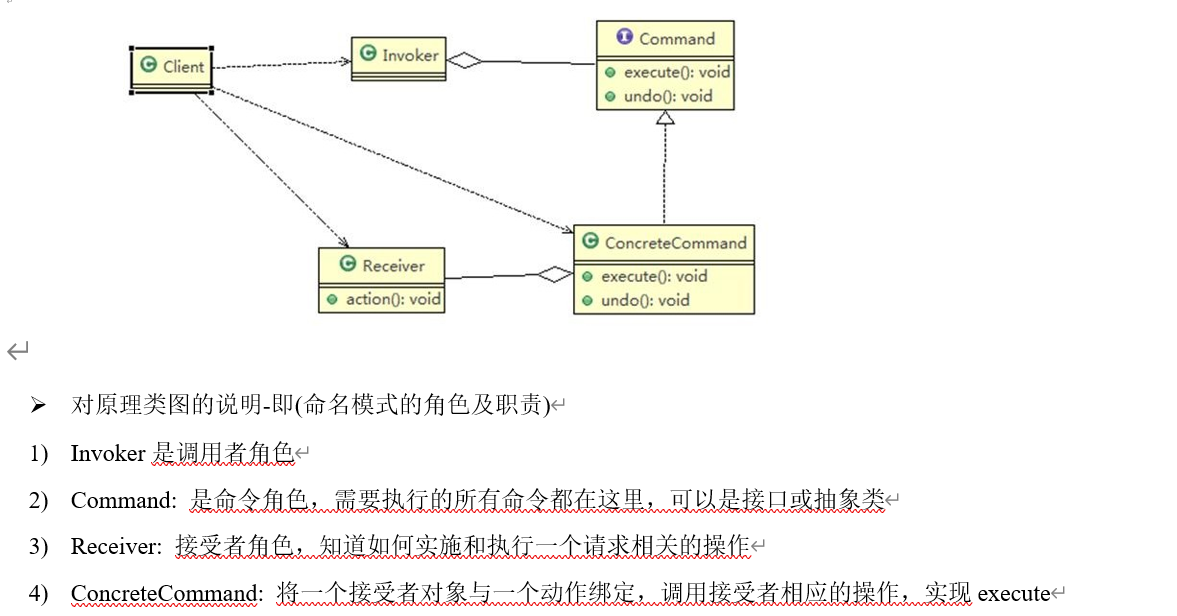 Client
Invoker
Command
execute(): void
undo(): void
Receiver
action(): void
ConcreteCommand
execute(): void
undo(): void
➢ 对原理类图的说明-即(命名模式的角色及职责)
1) Invoker 是调用者角色
2) Command: 是命令角色，需要执行的所有命令都在这里，可以是接口或抽象类
3) Receiver: 接受者角色，知道如何实施和执行一个请求相关的操作
4) ConcreteCommand: 将一个接受者对象与一个动作绑定，调用接受者相应的操作，实现 execute